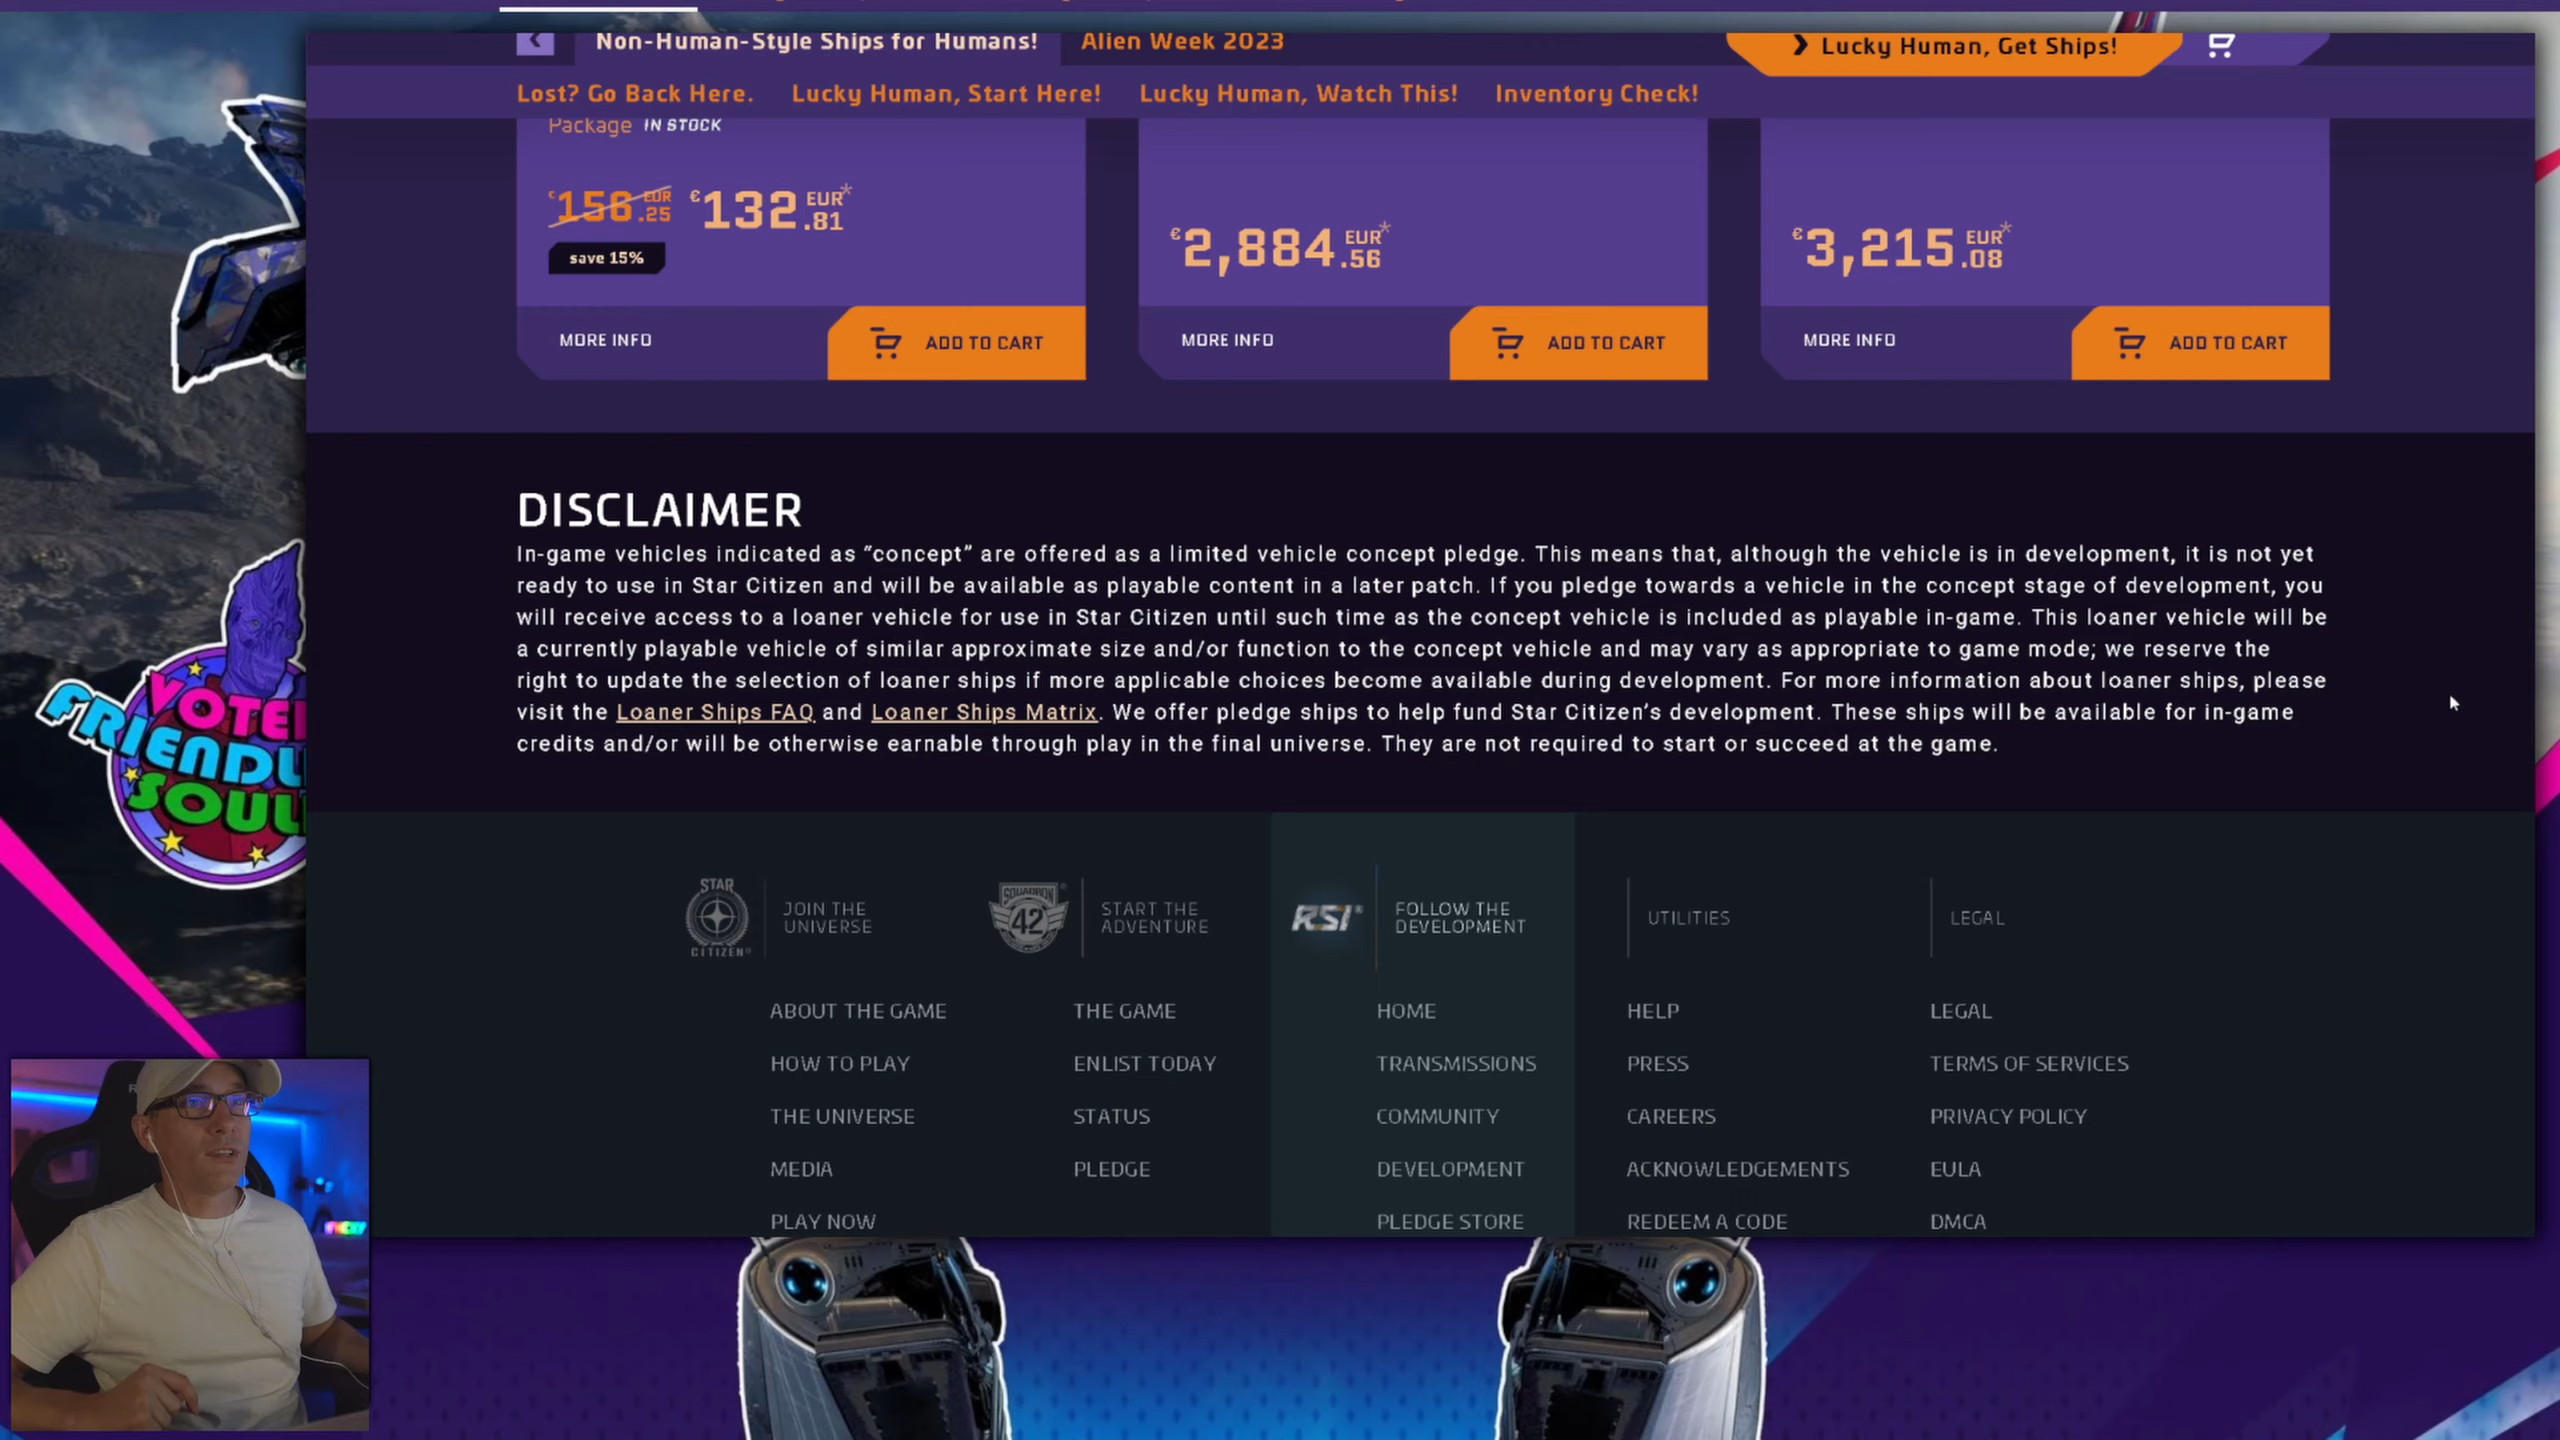 Non-Human-Style Ships for Humans!
Alien Week 2023
Lucky Human, Get Ships!
Lost? Go Back Here.
Lucky Human, Start Here!
Lucky Human, Watch This!
Inventory Check!
Package IN STOCK
€156.25 EUR €132.81 EUR*
save 15%
€2,884.56 EUR*
€3,215.08 EUR*
MORE INFO
ADD TO CART
MORE INFO
ADD TO CART
MORE INFO
ADD TO CART
DISCLAIMER
In-game vehicles indicated as “concept” are offered as a limited vehicle concept pledge. This means that, although the vehicle is in development, it is not yet
ready to use in Star Citizen and will be available as playable content in a later patch. If you pledge towards a vehicle in the concept stage of development, you
will receive access to a loaner vehicle for use in Star Citizen until such time as the concept vehicle is included as playable in-game. This loaner vehicle will be
a currently playable vehicle of similar approximate size and/or function to the concept vehicle and may vary as appropriate to game mode; we reserve the
right to update the selection of loaner ships if more applicable choices become available during development. For more information about loaner ships, please
visit the Loaner Ships FAQ and Loaner Ships Matrix. We offer pledge ships to help fund Star Citizen’s development. These ships will be available for in-game
credits and/or will be otherwise earnable through play in the final universe. They are not required to start or succeed at the game.
VOTED
FRIENDL
SOUL
STAR
CITIZEN®
JOIN THE
UNIVERSE
SQUADRON
42
START THE
ADVENTURE
RSI®
FOLLOW THE
DEVELOPMENT
UTILITIES
LEGAL
ABOUT THE GAME
HOW TO PLAY
THE UNIVERSE
MEDIA
PLAY NOW
THE GAME
ENLIST TODAY
STATUS
PLEDGE
HOME
TRANSMISSIONS
COMMUNITY
DEVELOPMENT
PLEDGE STORE
HELP
PRESS
CAREERS
ACKNOWLEDGEMENTS
REDEEM A CODE
LEGAL
TERMS OF SERVICES
PRIVACY POLICY
EULA
DMCA